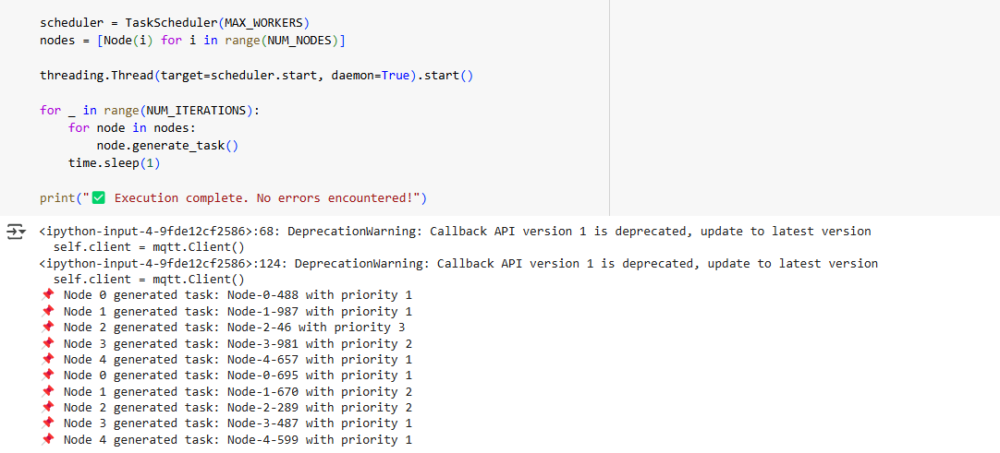 scheduler = TaskScheduler(MAX_WORKERS)
nodes = [Node(i) for i in range(NUM_NODES)]
threading.Thread(target=scheduler.start, daemon=True).start()
for _ in range(NUM_ITERATIONS):
    for node in nodes:
        node.generate_task()
    time.sleep(1)
print("✅ Execution complete. No errors encountered!")
<ipython-input-4-9fde12cf2586>:68: DeprecationWarning: Callback API version 1 is deprecated, update to latest version
  self.client = mqtt.Client()
<ipython-input-4-9fde12cf2586>:124: DeprecationWarning: Callback API version 1 is deprecated, update to latest version
  self.client = mqtt.Client()
📌 Node 0 generated task: Node-0-488 with priority 1
📌 Node 1 generated task: Node-1-987 with priority 1
📌 Node 2 generated task: Node-2-46 with priority 3
📌 Node 3 generated task: Node-3-981 with priority 2
📌 Node 4 generated task: Node-4-657 with priority 1
📌 Node 0 generated task: Node-0-695 with priority 1
📌 Node 1 generated task: Node-1-670 with priority 2
📌 Node 2 generated task: Node-2-289 with priority 2
📌 Node 3 generated task: Node-3-487 with priority 1
📌 Node 4 generated task: Node-4-599 with priority 1